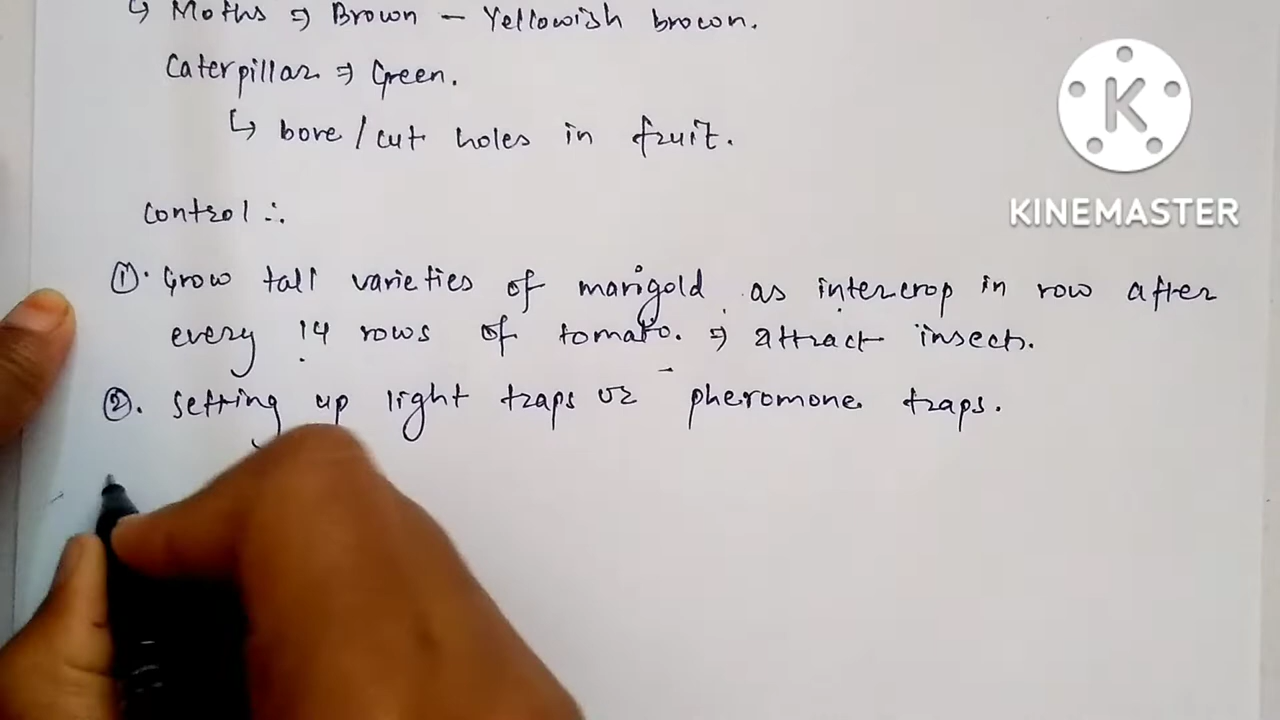 ↳ Moths ⇒ Brown - Yellowish brown.
Caterpillar ⇒ Green.
↳ bore/cut holes in fruit.
K
KINEMASTER
Control ∴
①. Grow tall varieties of marigold as intercrop in row after
every 14 rows of tomato. ⇒ attract insects.
②. Setting up light traps or pheromone traps.